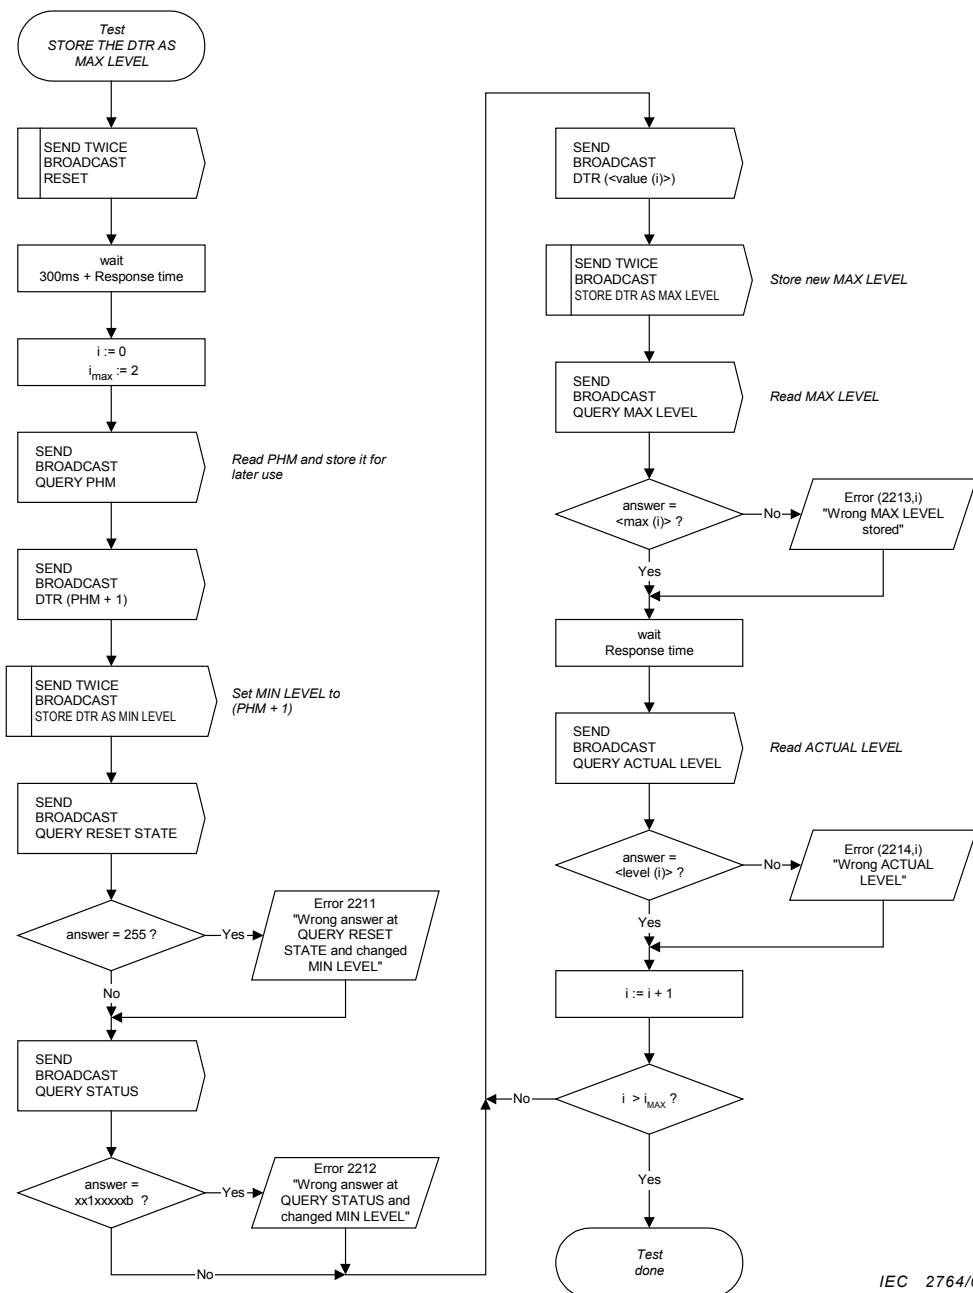 Test
STORE THE DTR AS
MAX LEVEL
SEND TWICE
BROADCAST
RESET
wait
300ms + Response time
i := 0
imax := 2
SEND
BROADCAST
QUERY PHM
Read PHM and store it for
later use
SEND
BROADCAST
DTR (PHM + 1)
SEND TWICE
BROADCAST
STORE DTR AS MIN LEVEL
Set MIN LEVEL to
(PHM + 1)
SEND
BROADCAST
QUERY RESET STATE
answer = 255 ?
Yes
Error 2211
"Wrong answer at
QUERY RESET
STATE and changed
MIN LEVEL"
No
SEND
BROADCAST
QUERY STATUS
answer =
xx1xxxxxb ?
Yes
Error 2212
"Wrong answer at
QUERY STATUS and
changed MIN LEVEL"
No
SEND
BROADCAST
DTR (<value (i)>)
SEND TWICE
BROADCAST
STORE DTR AS MAX LEVEL
Store new MAX LEVEL
SEND
BROADCAST
QUERY MAX LEVEL
Read MAX LEVEL
answer =
<max (i)> ?
No
Error (2213,i)
"Wrong MAX LEVEL
stored"
Yes
wait
Response time
SEND
BROADCAST
QUERY ACTUAL LEVEL
Read ACTUAL LEVEL
answer =
<level (i)> ?
No
Error (2214,i)
"Wrong ACTUAL
LEVEL"
Yes
i := i + 1
i > iMAX ?
No
Yes
Test
done
IEC 2764/